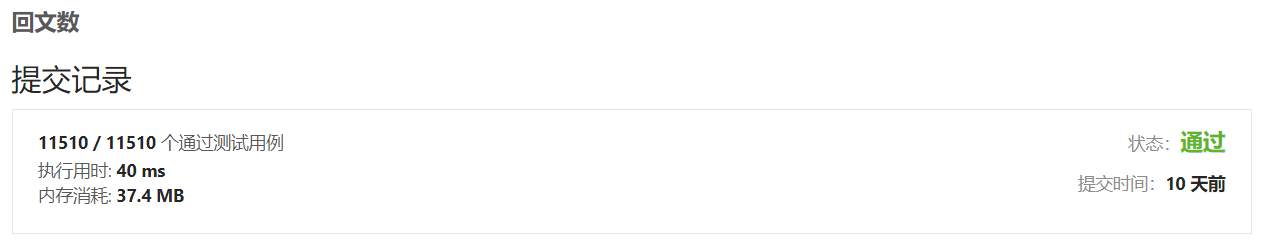 回文数
提交记录
11510 / 11510 个通过测试用例
状态：通过
执行用时: 40 ms
提交时间：10 天前
内存消耗: 37.4 MB